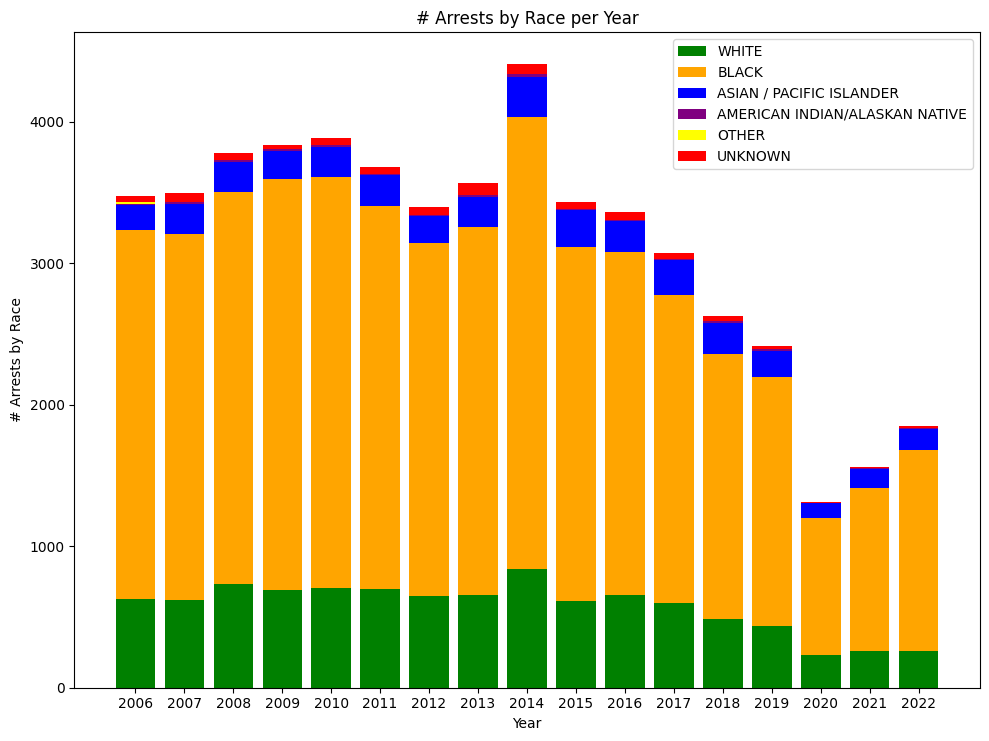 # Arrests by Race per Year
WHITE
BLACK
ASIAN / PACIFIC ISLANDER
AMERICAN INDIAN/ALASKAN NATIVE
OTHER
UNKNOWN
# Arrests by Race
4000
3000
2000
1000
0
2006 2007 2008 2009 2010 2011 2012 2013 2014 2015 2016 2017 2018 2019 2020 2021 2022
Year